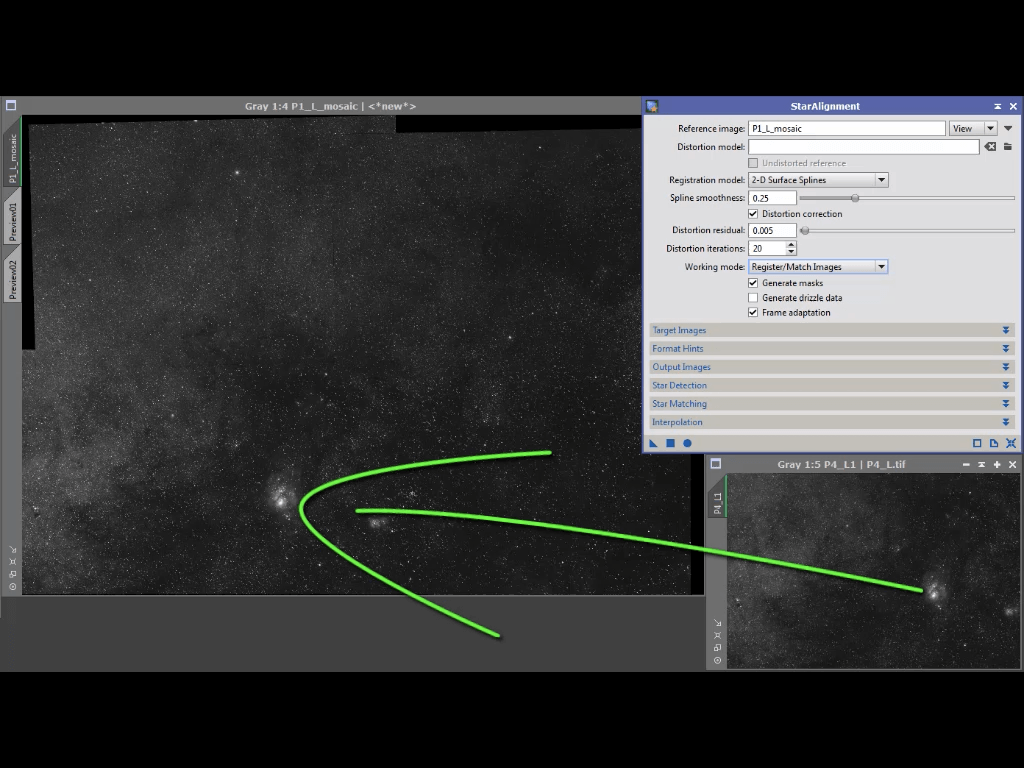 Gray 1:4 P1_L_mosaic | <*new*>
P1_L_mosaic
Preview01
Preview02
StarAlignment
Reference image: P1_L_mosaic View
Distortion model:
Undistorted reference
Registration model: 2-D Surface Splines
Spline smoothness: 0.25
Distortion correction
Distortion residual: 0.005
Distortion iterations: 20
Working mode: Register/Match Images
Generate masks
Generate drizzle data
Frame adaptation
Target Images
Format Hints
Output Images
Star Detection
Star Matching
Interpolation
Gray 1:5 P4_L1 | P4_L.tif
P4_L1